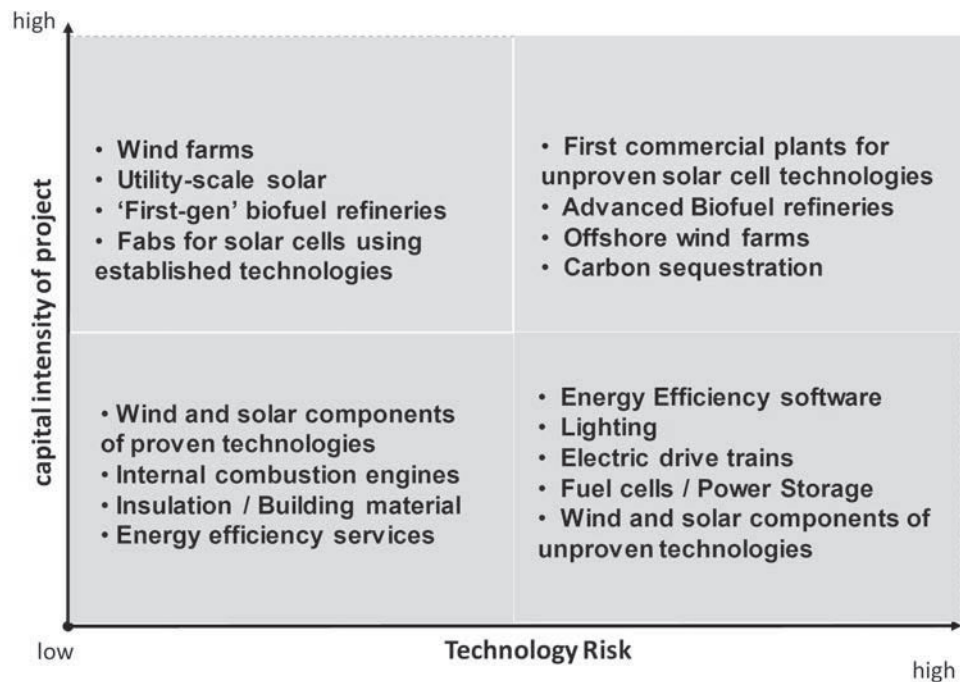 high
capital intensity of project
• Wind farms
• Utility-scale solar
• ‘First-gen’ biofuel refineries
• Fabs for solar cells using
established technologies
• First commercial plants for
unproven solar cell technologies
• Advanced Biofuel refineries
• Offshore wind farms
• Carbon sequestration
• Wind and solar components
of proven technologies
• Internal combustion engines
• Insulation / Building material
• Energy efficiency services
• Energy Efficiency software
• Lighting
• Electric drive trains
• Fuel cells / Power Storage
• Wind and solar components of
unproven technologies
low
Technology Risk
high